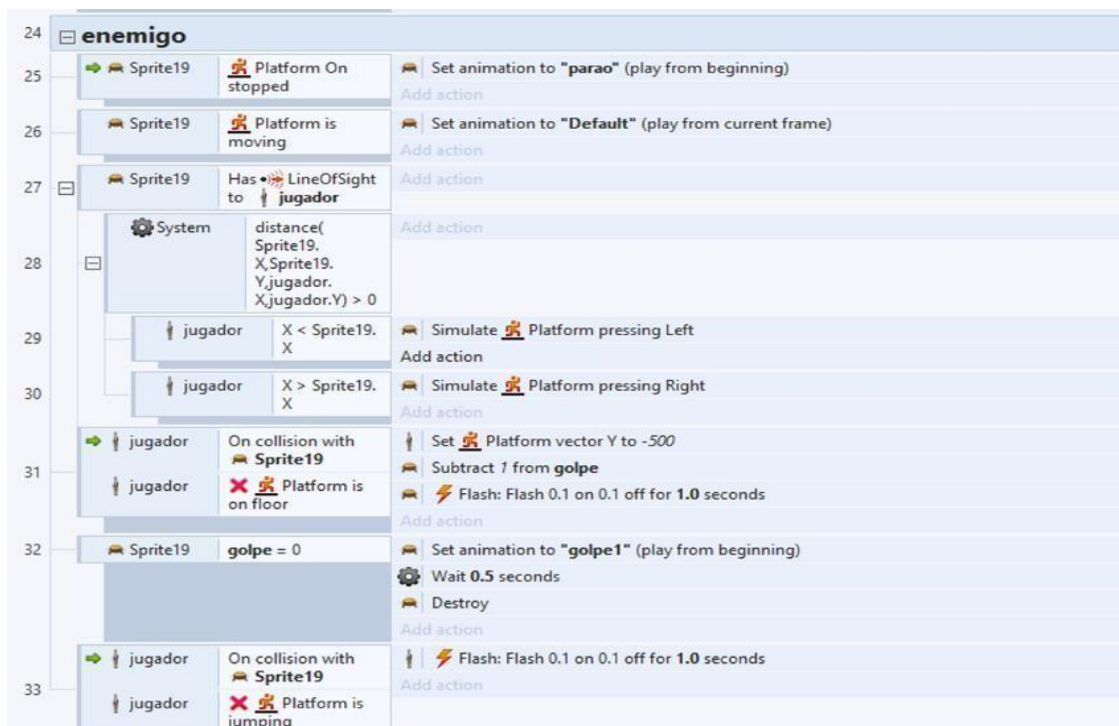 24 enemigo
25 Sprite19 Platform On stopped Set animation to "parao" (play from beginning)
Add action
26 Sprite19 Platform is moving Set animation to "Default" (play from current frame)
Add action
27 Sprite19 Has LineOfSight to jugador Add action
28 System distance( Sprite19. X,Sprite19. Y,jugador. X,jugador.Y) > 0 Add action
29 jugador X < Sprite19. X Simulate Platform pressing Left
Add action
30 jugador X > Sprite19. X Simulate Platform pressing Right
Add action
31 jugador On collision with Sprite19 Set Platform vector Y to -500
Subtract 1 from golpe
jugador Platform is on floor Flash: Flash 0.1 on 0.1 off for 1.0 seconds
Add action
32 Sprite19 golpe = 0 Set animation to "golpe1" (play from beginning)
Wait 0.5 seconds
Destroy
Add action
33 jugador On collision with Sprite19 Flash: Flash 0.1 on 0.1 off for 1.0 seconds
Add action
jugador Platform is jumping